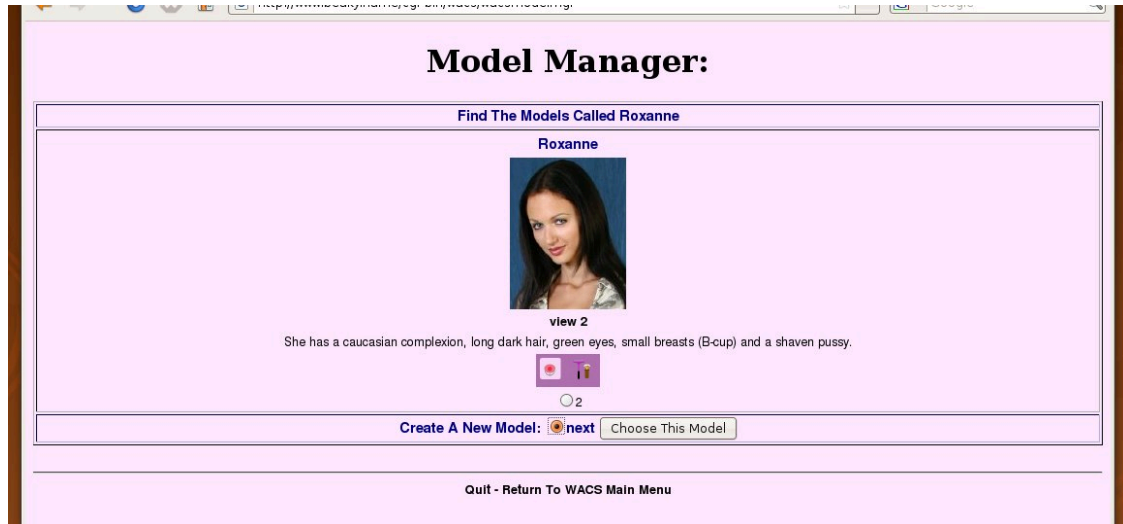 Model Manager:
Find The Models Called Roxanne
Roxanne
view 2
She has a caucasian complexion, long dark hair, green eyes, small breasts (B-cup) and a shaven pussy.
2
Create A New Model: next Choose This Model
Quit - Return To WACS Main Menu